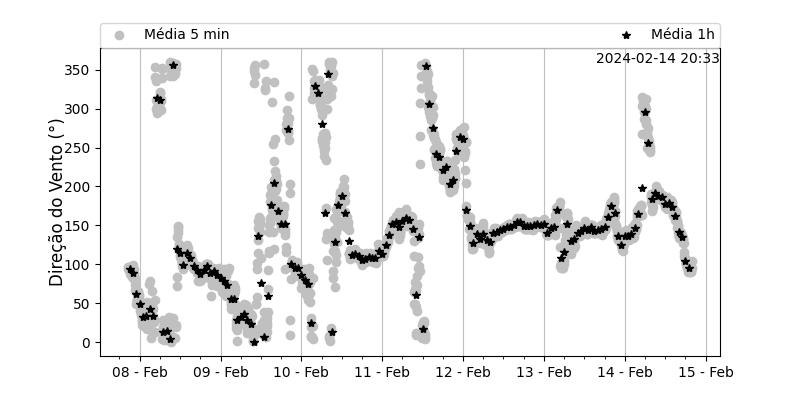 Média 5 min
Média 1h
2024-02-14 20:33
Direção do Vento (°)
350
300
250
200
150
100
50
0
08 - Feb
09 - Feb
10 - Feb
11 - Feb
12 - Feb
13 - Feb
14 - Feb
15 - Feb